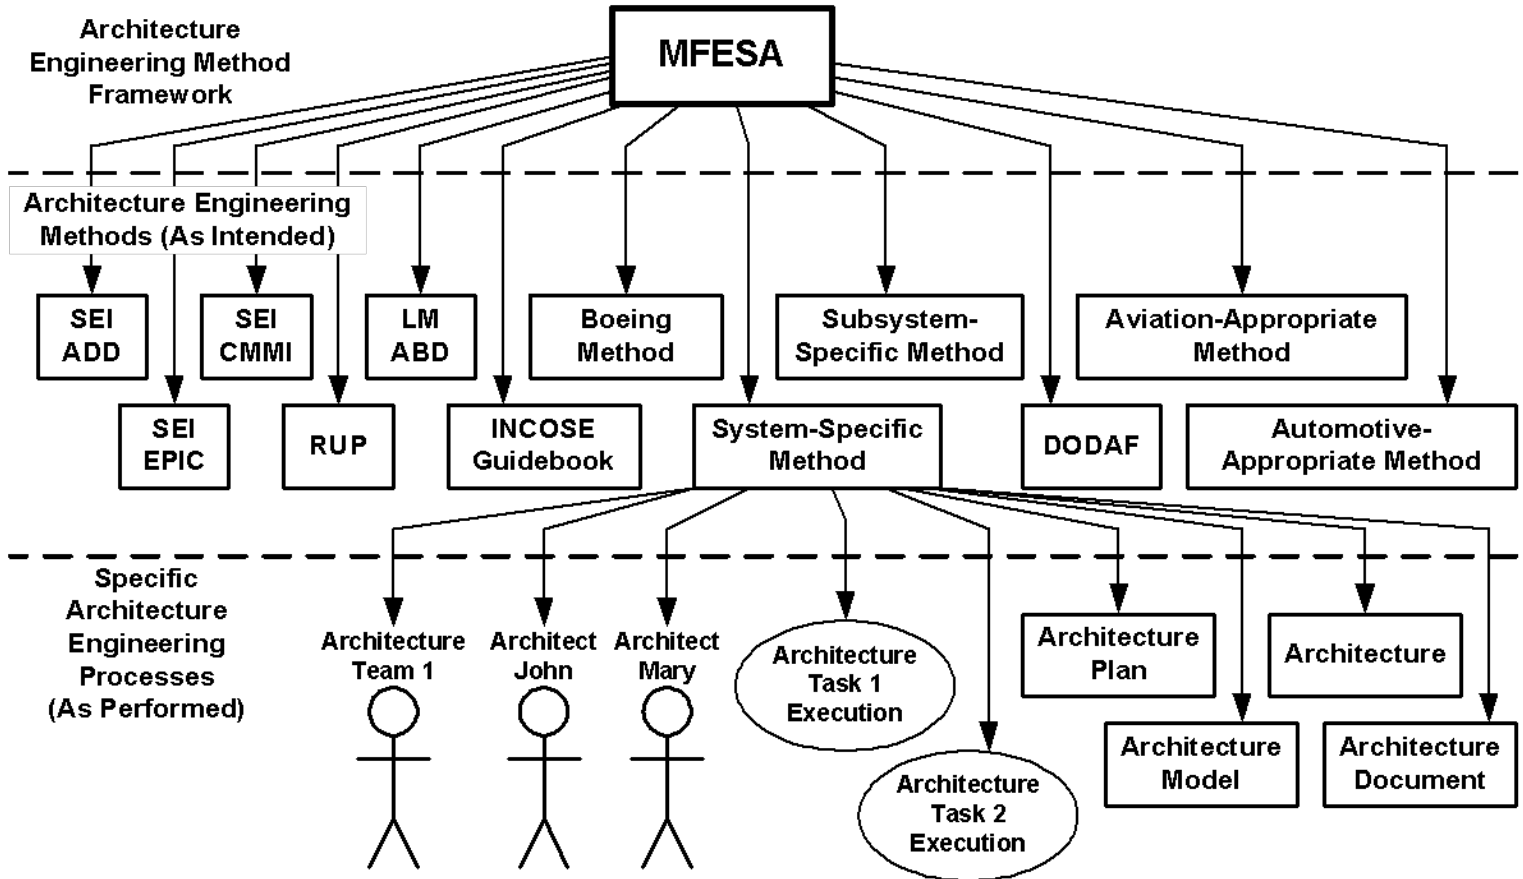 Architecture
Engineering Method
Framework
MFESA
Architecture Engineering
Methods (As Intended)
SEI
ADD
SEI
CMMI
LM
ABD
Boeing
Method
Subsystem-
Specific Method
Aviation-Appropriate
Method
SEI
EPIC
RUP
INCOSE
Guidebook
System-Specific
Method
DODAF
Automotive-
Appropriate Method
Specific
Architecture
Engineering
Processes
(As Performed)
Architecture
Team 1
Architect
John
Architect
Mary
Architecture
Task 1
Execution
Architecture
Task 2
Execution
Architecture
Plan
Architecture
Model
Architecture
Architecture
Document